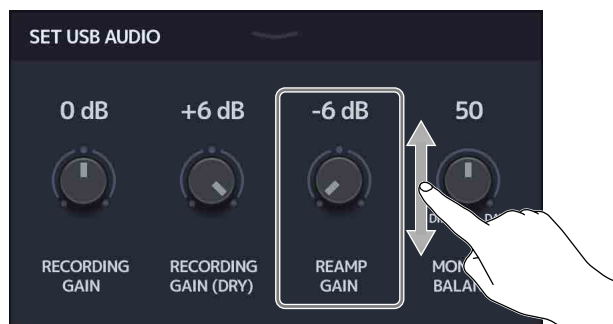 SET USB AUDIO
0 dB
+6 dB
-6 dB
50
RECORDING
GAIN
RECORDING
GAIN (DRY)
REAMP
GAIN